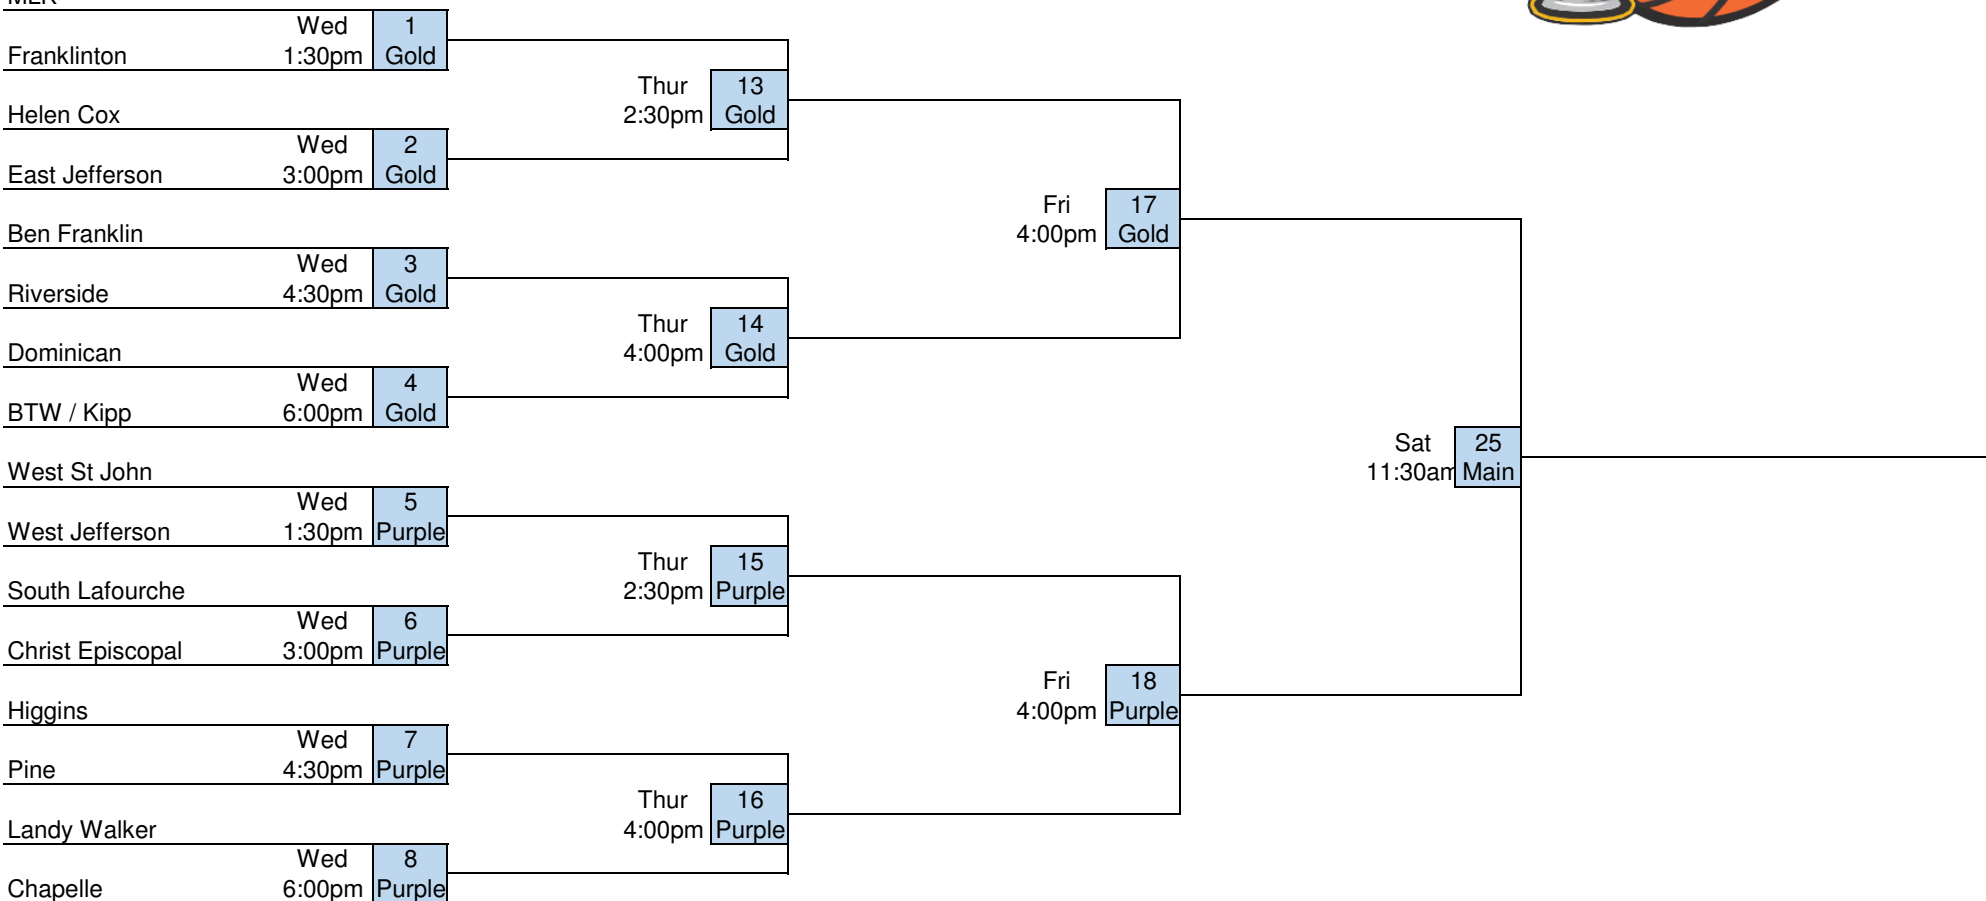 MLK
Wed 1
Franklinton 1:30pm Gold
Thur 13
Helen Cox 2:30pm Gold
Wed 2
East Jefferson 3:00pm Gold
Fri 17
Ben Franklin 4:00pm Gold
Wed 3
Riverside 4:30pm Gold
Thur 14
Dominican 4:00pm Gold
Wed 4
BTW / Kipp 6:00pm Gold
Sat 25
West St John 11:30am Main
Wed 5
West Jefferson 1:30pm Purple
Thur 15
South Lafourche 2:30pm Purple
Wed 6
Christ Episcopal 3:00pm Purple
Fri 18
Higgins 4:00pm Purple
Wed 7
Pine 4:30pm Purple
Thur 16
Landy Walker 4:00pm Purple
Wed 8
Chapelle 6:00pm Purple